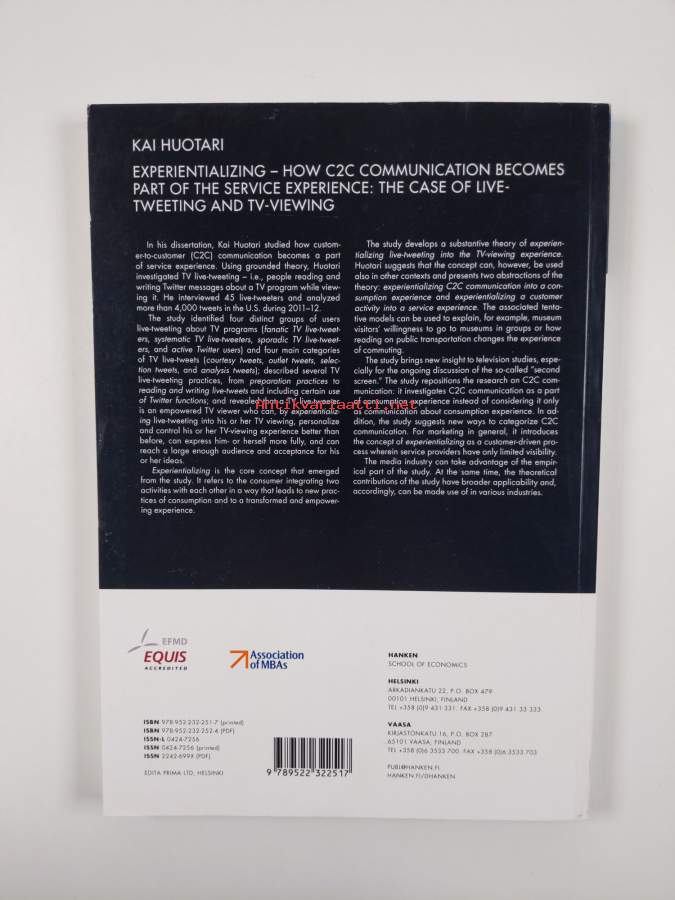 KAI HUOTARI
EXPERIENTIALIZING – HOW C2C COMMUNICATION BECOMES
PART OF THE SERVICE EXPERIENCE: THE CASE OF LIVE-
TWEETING AND TV-VIEWING
In his dissertation, Kai Huotari studied how custom-
er-to-customer (C2C) communication becomes a part
of service experience. Using grounded theory, Huotari
investigated TV live-tweeting – i.e., people reading and
writing Twitter messages about a TV program while view-
ing it. He interviewed 45 live-tweeters and analyzed
more than 4,000 tweets in the U.S. during 2011–12.
The study identified four distinct groups of users
live-tweeting about TV programs (fanatic TV live-tweet-
ers, systematic TV live-tweeters, sporadic TV live-tweet-
ers, and active Twitter users) and four main categories
of TV live-tweets (courtesy tweets, outlet tweets, selec-
tion tweets, and analysis tweets); described several TV
live-tweeting practices, from preparation practices to
reading and writing live-tweets and including certain use
of Twitter functions; and revealed that a TV live-tweeter
is an empowered TV viewer who can, by experientializ-
ing live-tweeting into his or her TV-viewing, personalize
and control his or her TV-viewing experience better than
before, can express him- or herself more fully, and can
reach a large enough audience and acceptance for his
or her ideas.
Experientializing is the core concept that emerged
from the study. It refers to the consumer integrating two
activities with each other in a way that leads to new prac-
tices of consumption and to a transformed and empower-
ing experience.
The study develops a substantive theory of experien-
tializing live-tweeting into the TV-viewing experience.
Huotari suggests that the concept can, however, be used
also in other contexts and presents two abstractions of the
theory: experientializing C2C communication into a con-
sumption experience and experientializing a customer
activity into a service experience. The associated tenta-
tive models can be used to explain, for example, museum
visitors' willingness to go to museums in groups or how
reading on public transportation changes the experience
of commuting.
The study brings new insight to television studies, espe-
cially for the ongoing discussion of the so-called "second
screen." The study repositions the research on C2C com-
munication: it investigates C2C communication as a part
of consumption experience instead of considering it only
as communication about consumption experience. In ad-
dition, the study suggests new ways to categorize C2C
communication. For marketing in general, it introduces
the concept of experientializing as a customer-driven pro-
cess wherein service providers have only limited visibility.
The media industry can take advantage of the empir-
ical part of the study. At the same time, the theoretical
contributions of the study have broader applicability and,
accordingly, can be made use of in various industries.
Antikvariaatti.net
EFMD
EQUIS
ACCREDITED
Association
of MBAs
HANKEN
SCHOOL OF ECONOMICS
HELSINKI
ARKADIANKATU 22, P.O. BOX 479
00101 HELSINKI, FINLAND
TEL +358 (0)9 431 331. FAX +358 (0)9 431 33 333
VAASA
KIRJASTONKATU 16, P.O. BOX 287
65101 VAASA, FINLAND
TEL +358 (0)6 3533 700. FAX +358 (0)6 3533 703
PUBL@HANKEN.FI
HANKEN.FI/DHANKEN
ISBN 978-952-232-251-7 (printed)
ISBN 978-952-232-252-4 (PDF)
ISSN-L 0424-7256
ISSN 0424-7256 (printed)
ISSN 2242-699X (PDF)
EDITA PRIMA LTD, HELSINKI
9 789522 322517